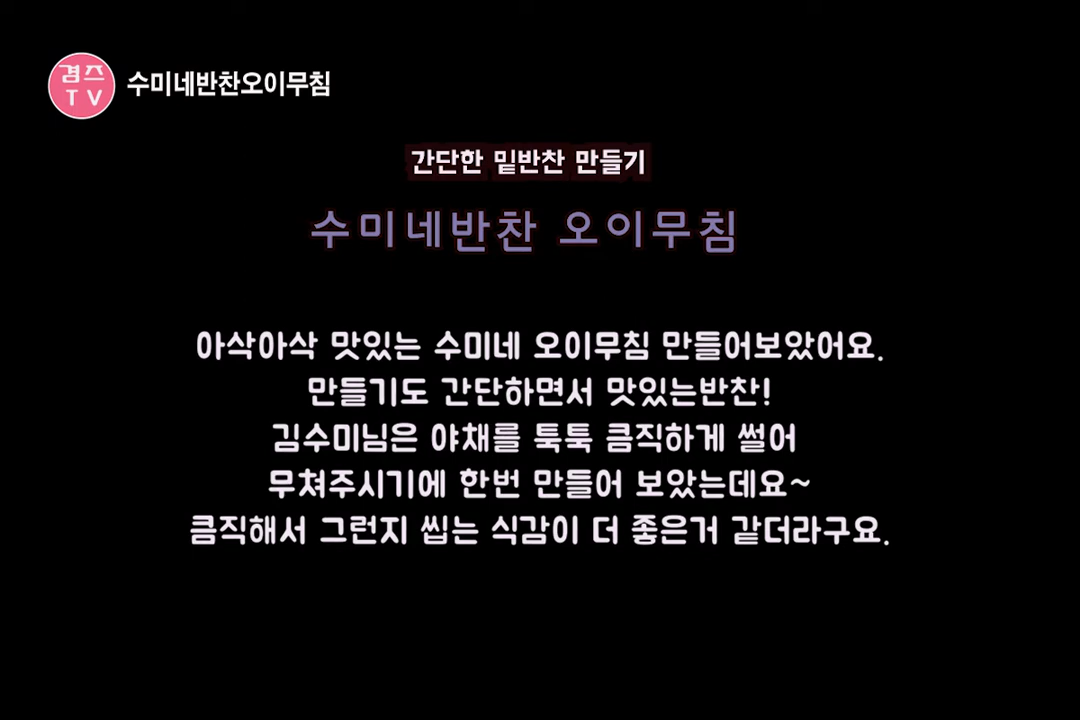 겸즈
TV
수미네반찬오이무침
간단한 밑반찬 만들기
수미네반찬 오이무침
아삭아삭 맛있는 수미네 오이무침 만들어보았어요.
만들기도 간단하면서 맛있는반찬!
김수미님은 야채를 툭툭 큼직하게 썰어
무쳐주시기에 한번 만들어 보았는데요~
큼직해서 그런지 씹는 식감이 더 좋은거 같더라구요.